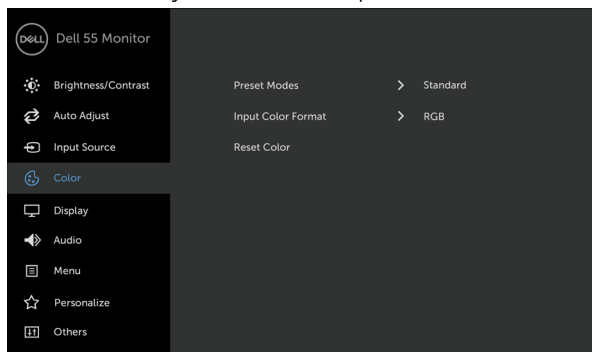 DELL Dell 55 Monitor
Brightness/Contrast
Auto Adjust
Input Source
Color
Display
Audio
Menu
Personalize
Others
Preset Modes > Standard
Input Color Format > RGB
Reset Color